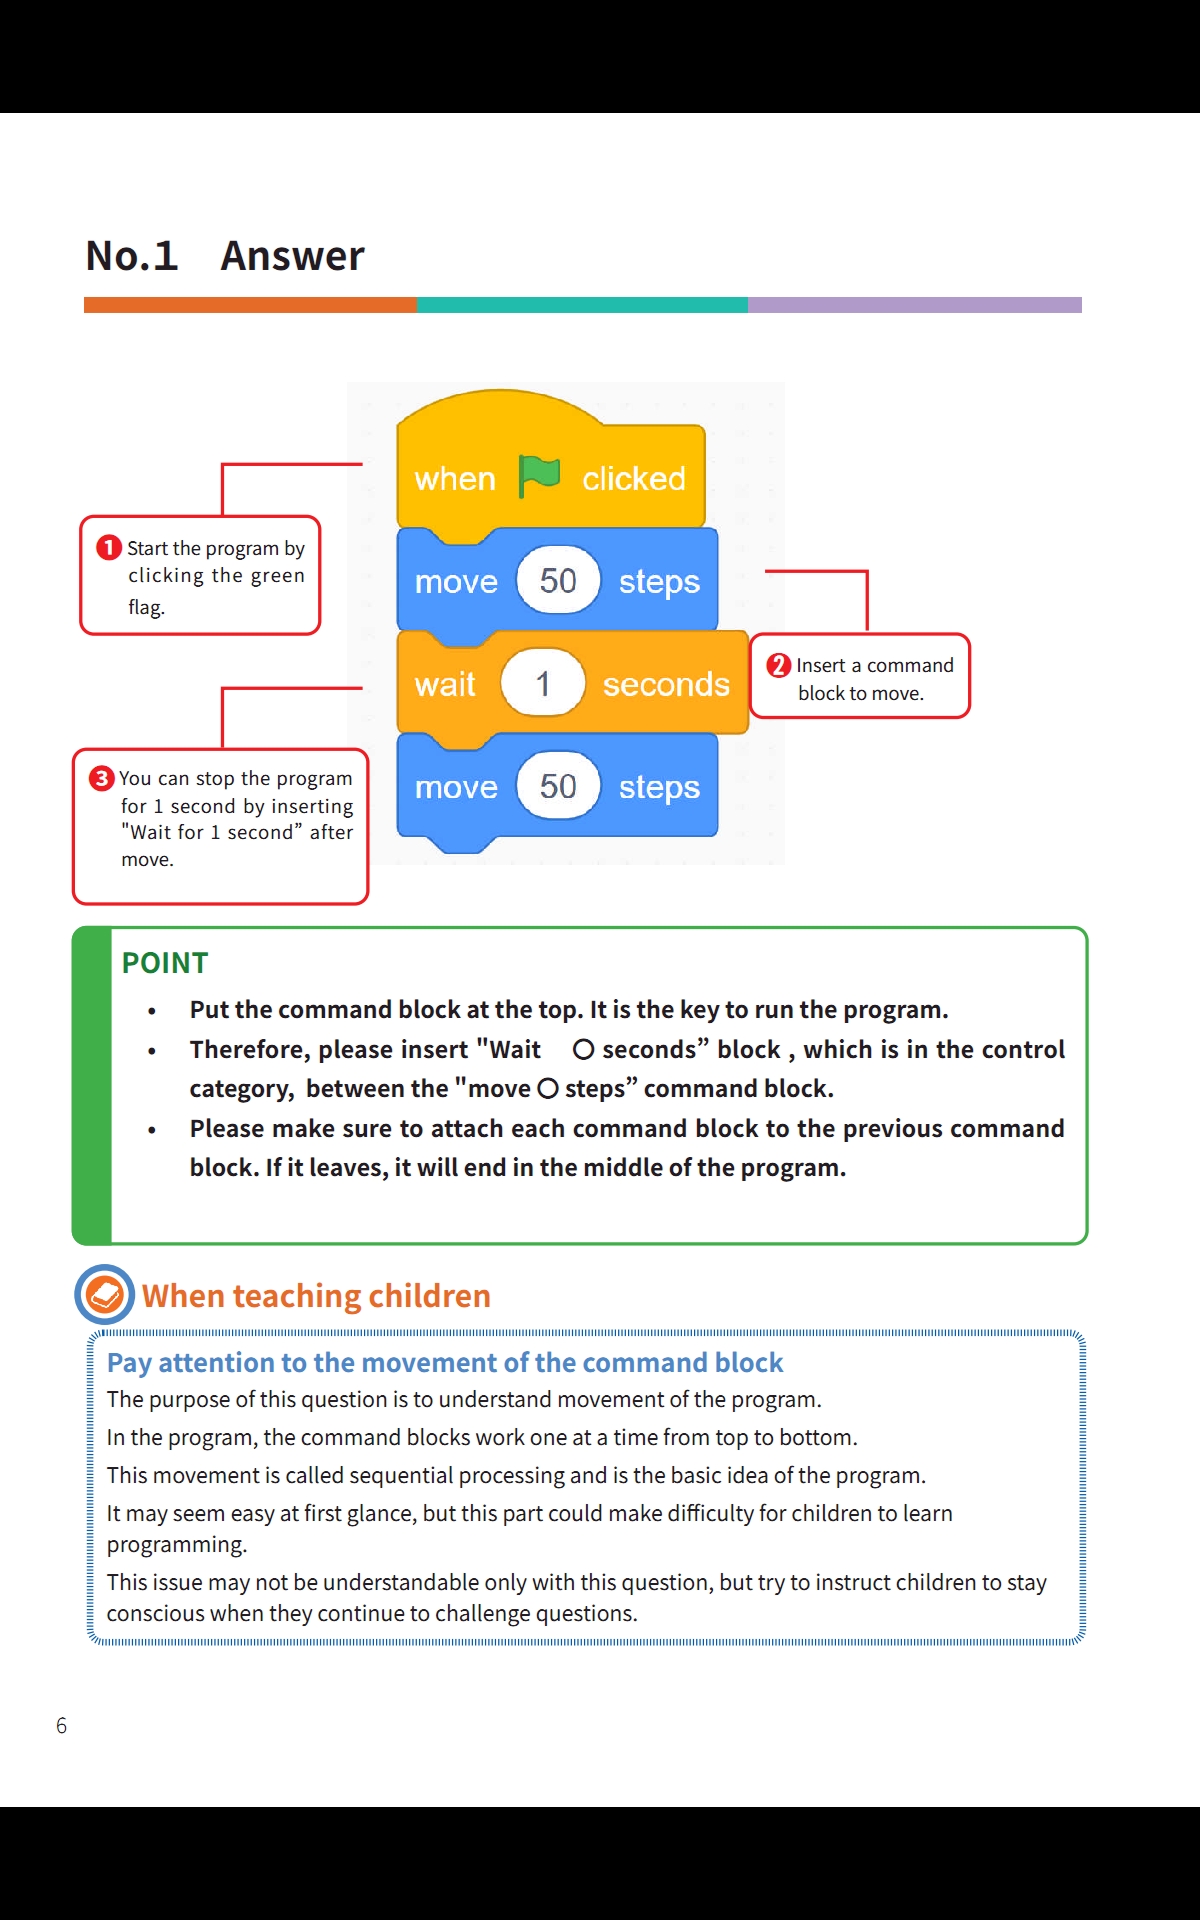 No.1 Answer
when clicked
move 50 steps
wait 1 seconds
move 50 steps
1 Start the program by
clicking the green
flag.
2 Insert a command
block to move.
3 You can stop the program
for 1 second by inserting
"Wait for 1 second” after
move.
POINT
• Put the command block at the top. It is the key to run the program.
• Therefore, please insert "Wait ○ seconds” block , which is in the control
category, between the "move ○ steps” command block.
• Please make sure to attach each command block to the previous command
block. If it leaves, it will end in the middle of the program.
When teaching children
Pay attention to the movement of the command block
The purpose of this question is to understand movement of the program.
In the program, the command blocks work one at a time from top to bottom.
This movement is called sequential processing and is the basic idea of the program.
It may seem easy at first glance, but this part could make difficulty for children to learn
programming.
This issue may not be understandable only with this question, but try to instruct children to stay
conscious when they continue to challenge questions.
6